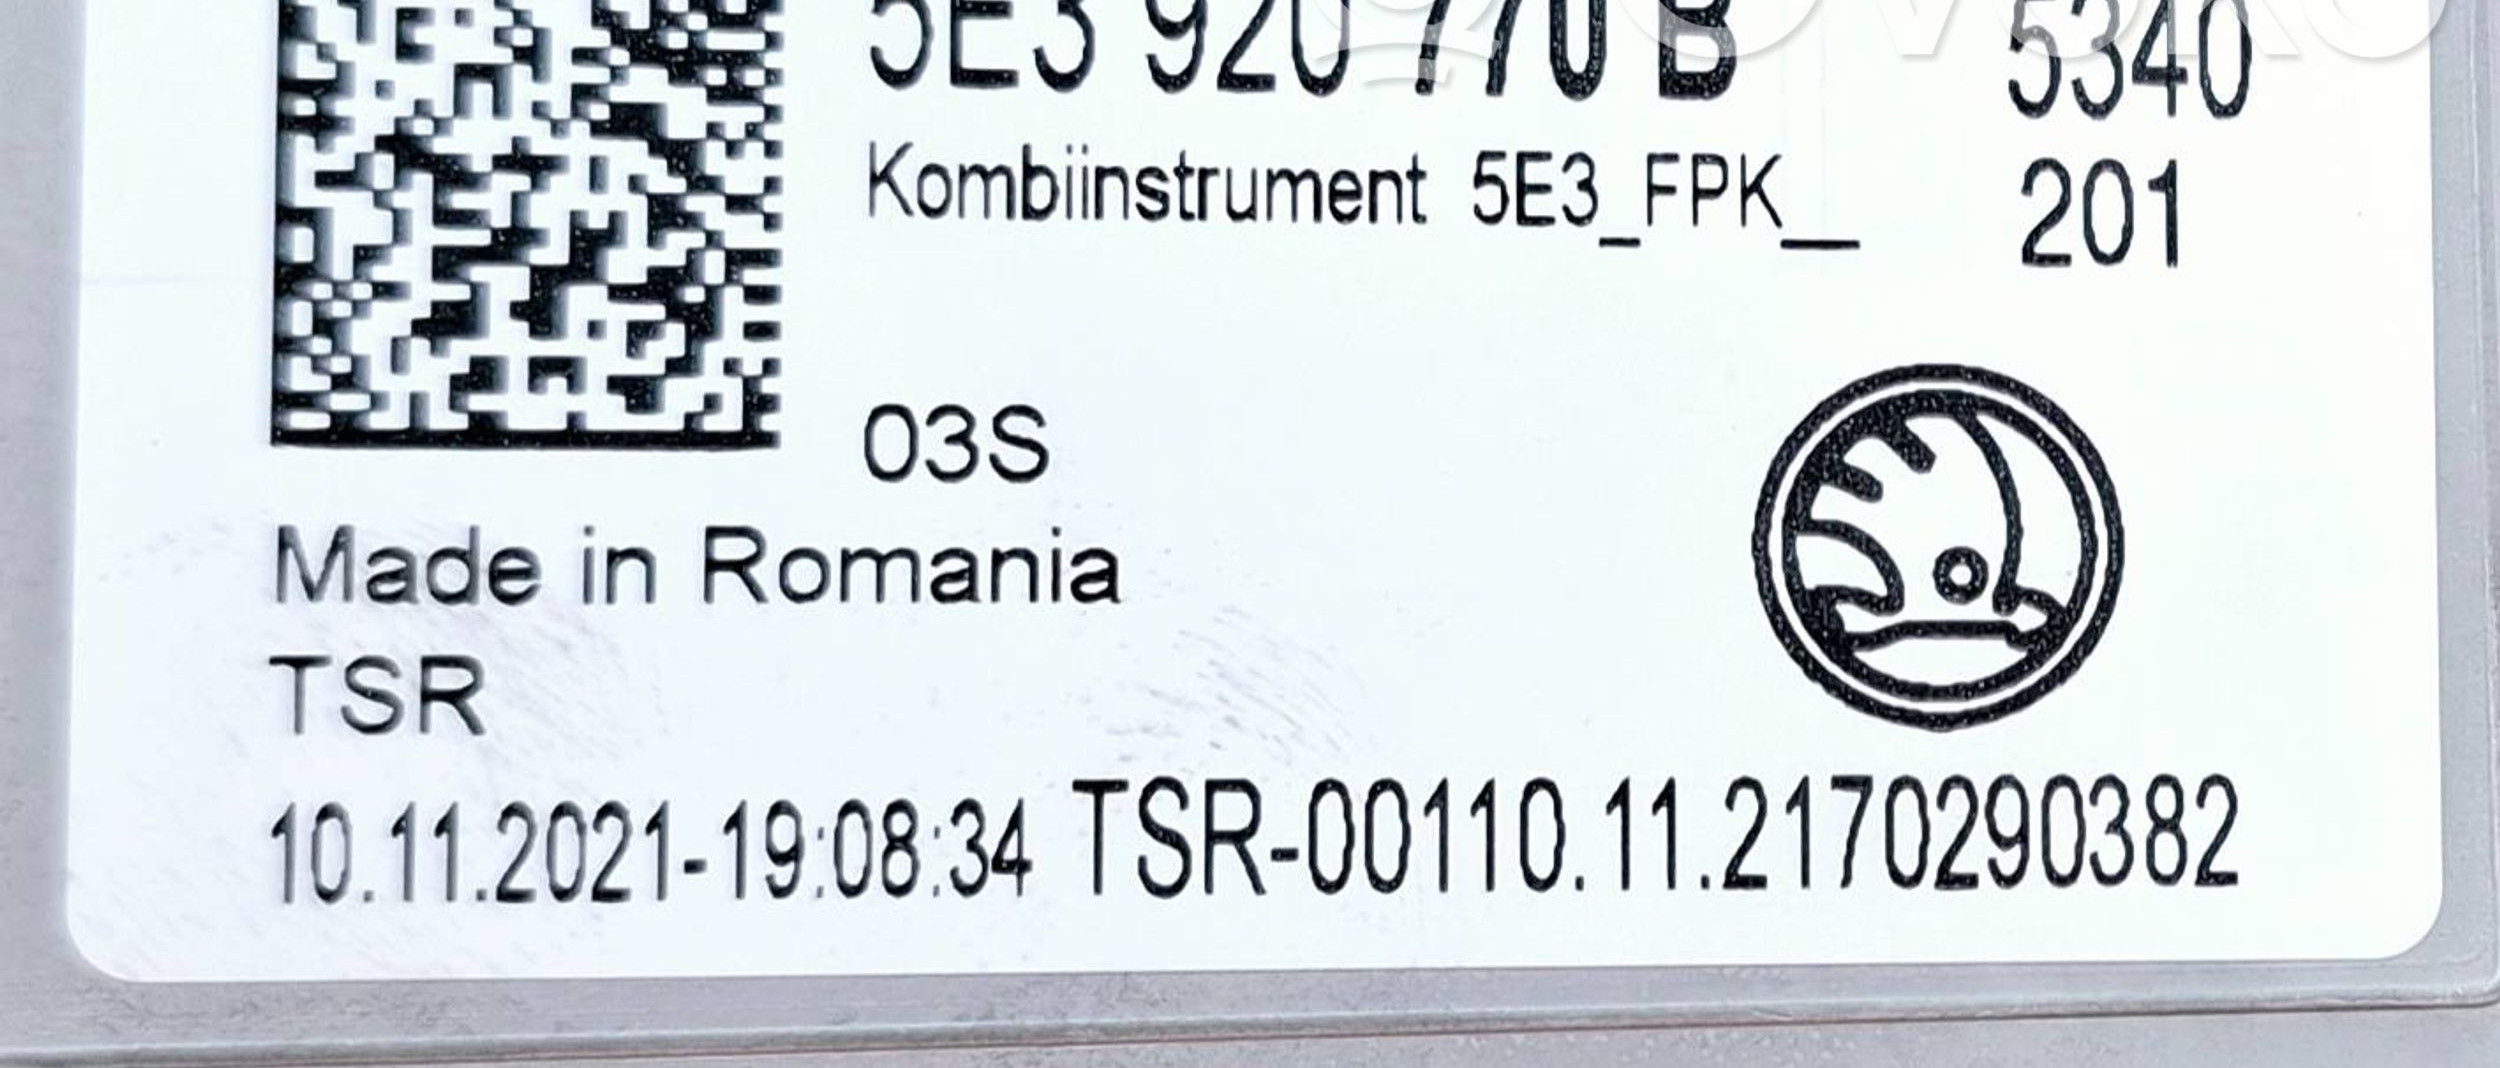 5E3 920 770 B 5340
Kombiinstrument 5E3_FPK__ 201
03S
Made in Romania
TSR
10.11.2021-19:08:34 TSR-00110.11.2170290382